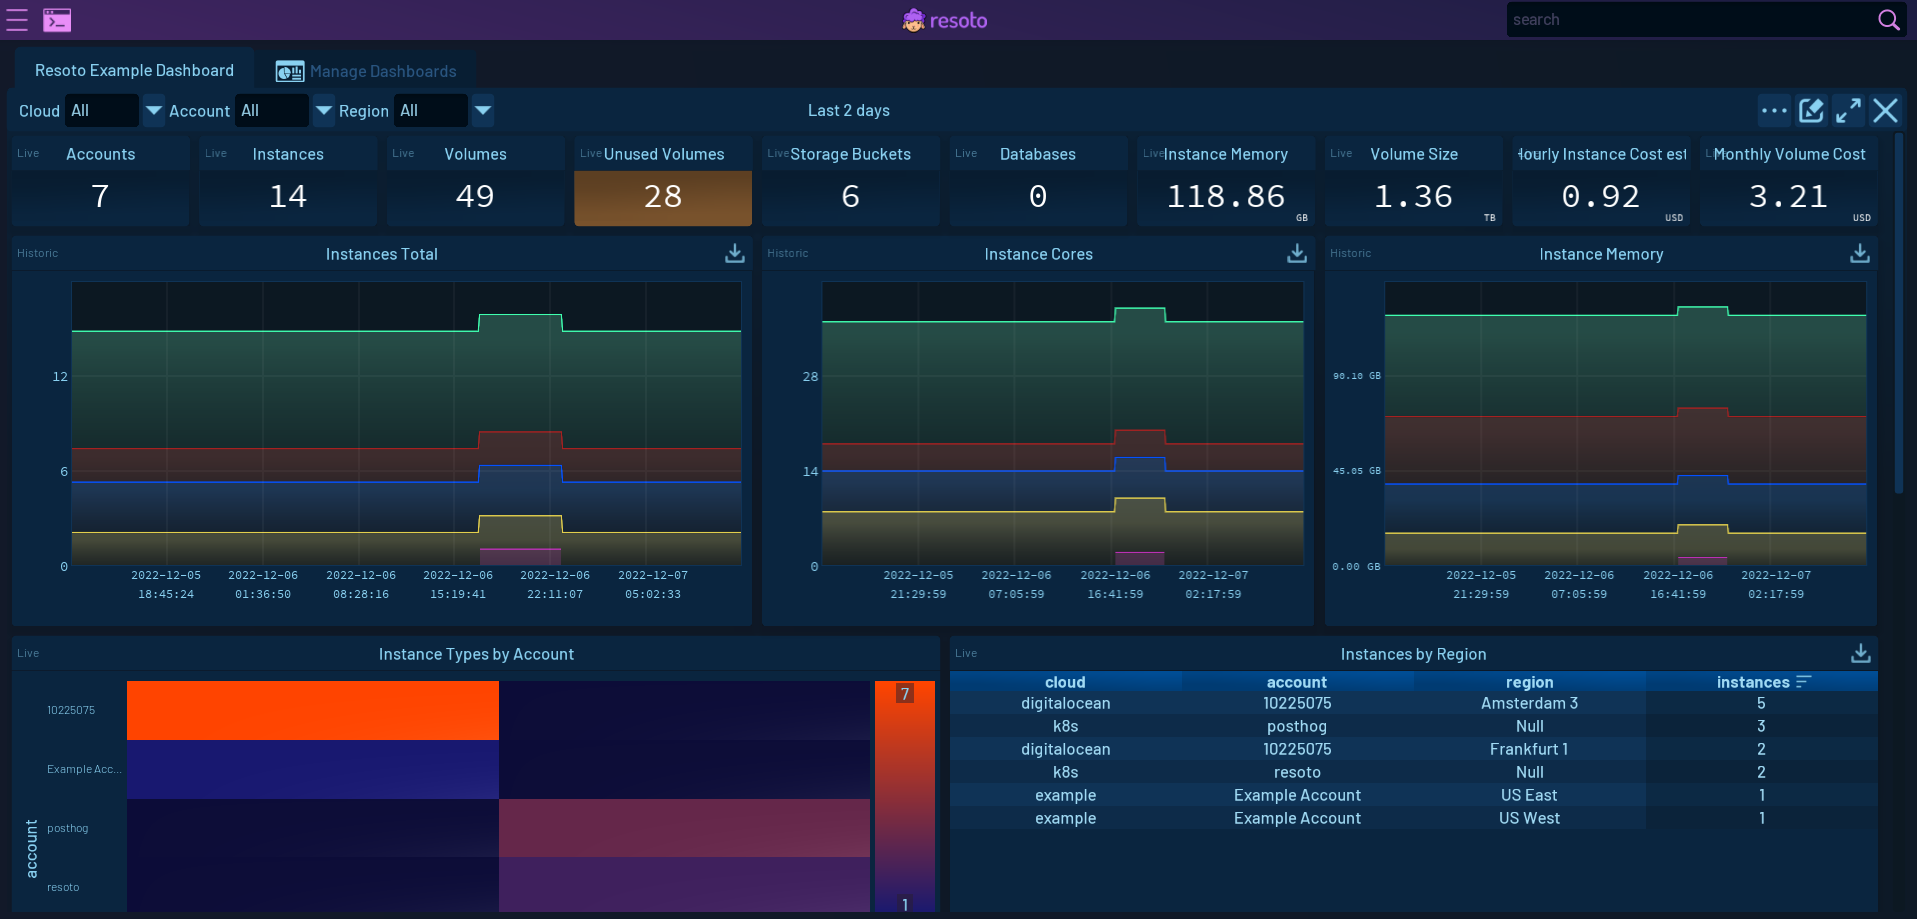 resoto
search
Resoto Example Dashboard
Manage Dashboards
Cloud All Account All Region All
Last 2 days
Live Accounts
7
Live Instances
14
Live Volumes
49
Live Unused Volumes
28
Live Storage Buckets
6
Live Databases
0
Live Instance Memory
118.86
GB
Live Volume Size
1.36
TB
Hourly Instance Cost est
0.92
USD
Monthly Volume Cost
3.21
USD
Historic Instances Total
12
6
0
2022-12-05 2022-12-06 2022-12-06 2022-12-06 2022-12-06 2022-12-07
18:45:24 01:36:50 08:28:16 15:19:41 22:11:07 05:02:33
Historic Instance Cores
28
14
0
2022-12-05 2022-12-06 2022-12-06 2022-12-07
21:29:59 07:05:59 16:41:59 02:17:59
Historic Instance Memory
90.10 GB
45.05 GB
0.00 GB
2022-12-05 2022-12-06 2022-12-06 2022-12-07
21:29:59 07:05:59 16:41:59 02:17:59
Live Instance Types by Account
account
10225075
Example Acc...
posthog
resoto
7
1
Live Instances by Region
cloud account region instances
digitalocean 10225075 Amsterdam 3 5
k8s posthog Null 3
digitalocean 10225075 Frankfurt 1 2
k8s resoto Null 2
example Example Account US East 1
example Example Account US West 1